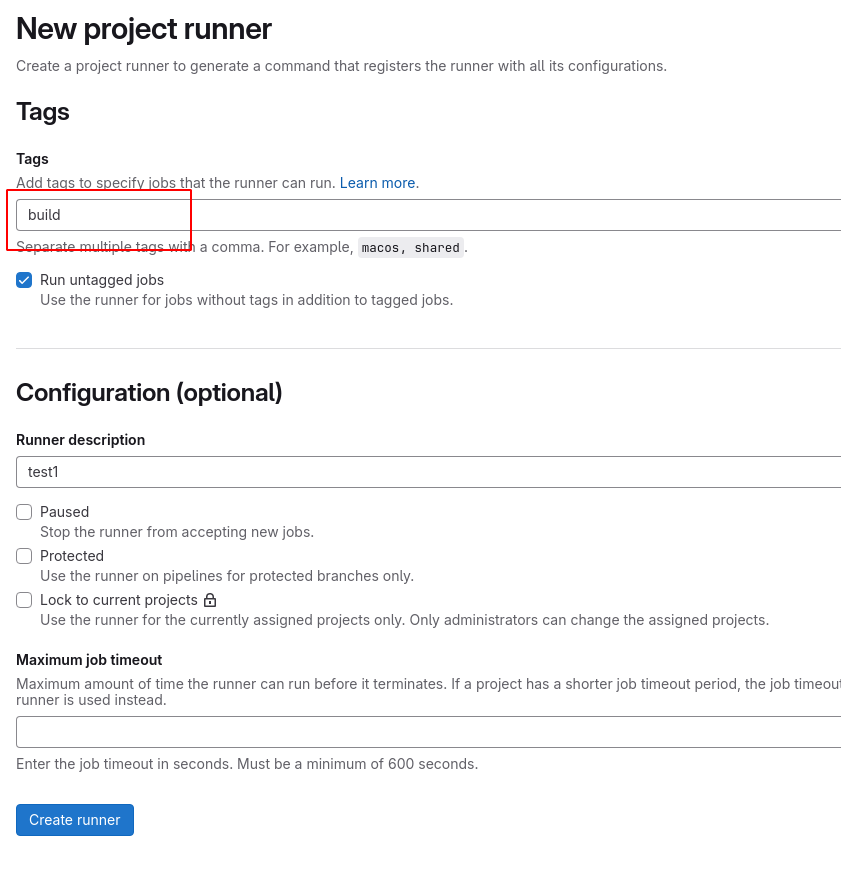 New project runner
Create a project runner to generate a command that registers the runner with all its configurations.
Tags
Tags
Add tags to specify jobs that the runner can run. Learn more.
build
Separate multiple tags with a comma. For example, macos, shared.
Run untagged jobs
Use the runner for jobs without tags in addition to tagged jobs.
Configuration (optional)
Runner description
test1
Paused
Stop the runner from accepting new jobs.
Protected
Use the runner on pipelines for protected branches only.
Lock to current projects
Use the runner for the currently assigned projects only. Only administrators can change the assigned projects.
Maximum job timeout
Maximum amount of time the runner can run before it terminates. If a project has a shorter job timeout period, the job timeout
runner is used instead.
Enter the job timeout in seconds. Must be a minimum of 600 seconds.
Create runner